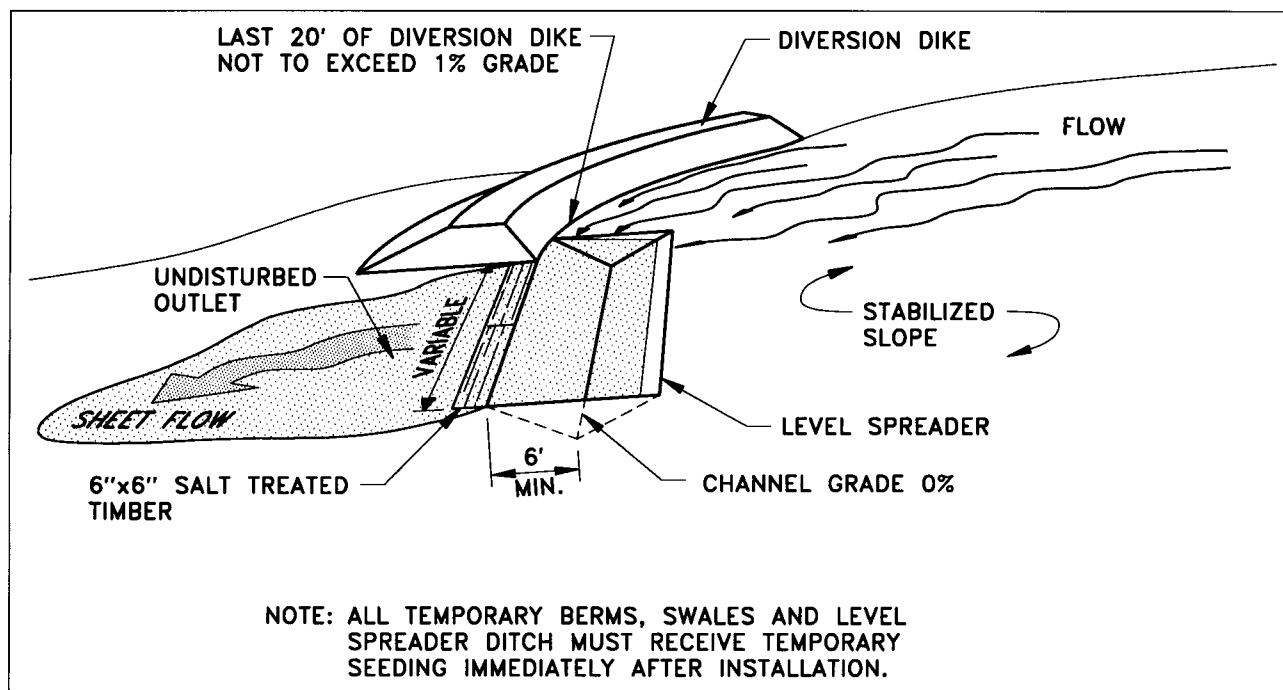 LAST 20' OF DIVERSION DIKE
NOT TO EXCEED 1% GRADE
DIVERSION DIKE
FLOW
UNDISTURBED
OUTLET
VARIABLE
STABILIZED
SLOPE
SHEET FLOW
LEVEL SPREADER
6"x6" SALT TREATED
TIMBER
6'
MIN.
CHANNEL GRADE 0%
NOTE: ALL TEMPORARY BERMS, SWALES AND LEVEL
SPREADER DITCH MUST RECEIVE TEMPORARY
SEEDING IMMEDIATELY AFTER INSTALLATION.